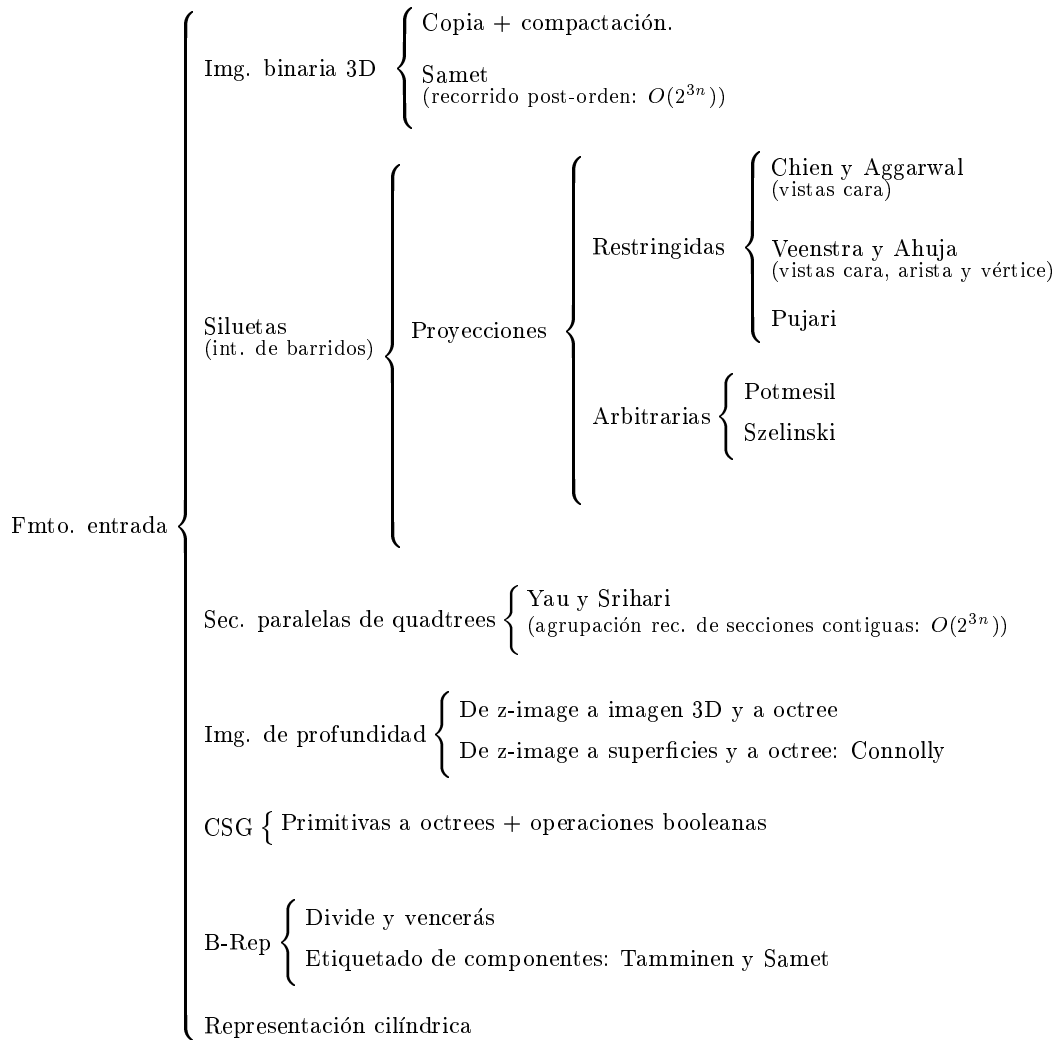 Fmto. entrada
Img. binaria 3D
Copia + compactación.
Samet
(recorrido post-orden: O(2^{3n}))
Siluetas
(int. de barridos)
Proyecciones
Restringidas
Chien y Aggarwal
(vistas cara)
Veenstra y Ahuja
(vistas cara, arista y vértice)
Pujari
Arbitrarias
Potmesil
Szelinski
Sec. paralelas de quadtrees
Yau y Srihari
(agrupación rec. de secciones contiguas: O(2^{3n}))
Img. de profundidad
De z-image a imagen 3D y a octree
De z-image a superficies y a octree: Connolly
CSG
Primitivas a octrees + operaciones booleanas
B-Rep
Divide y vencerás
Etiquetado de componentes: Tamminen y Samet
Representación cilíndrica